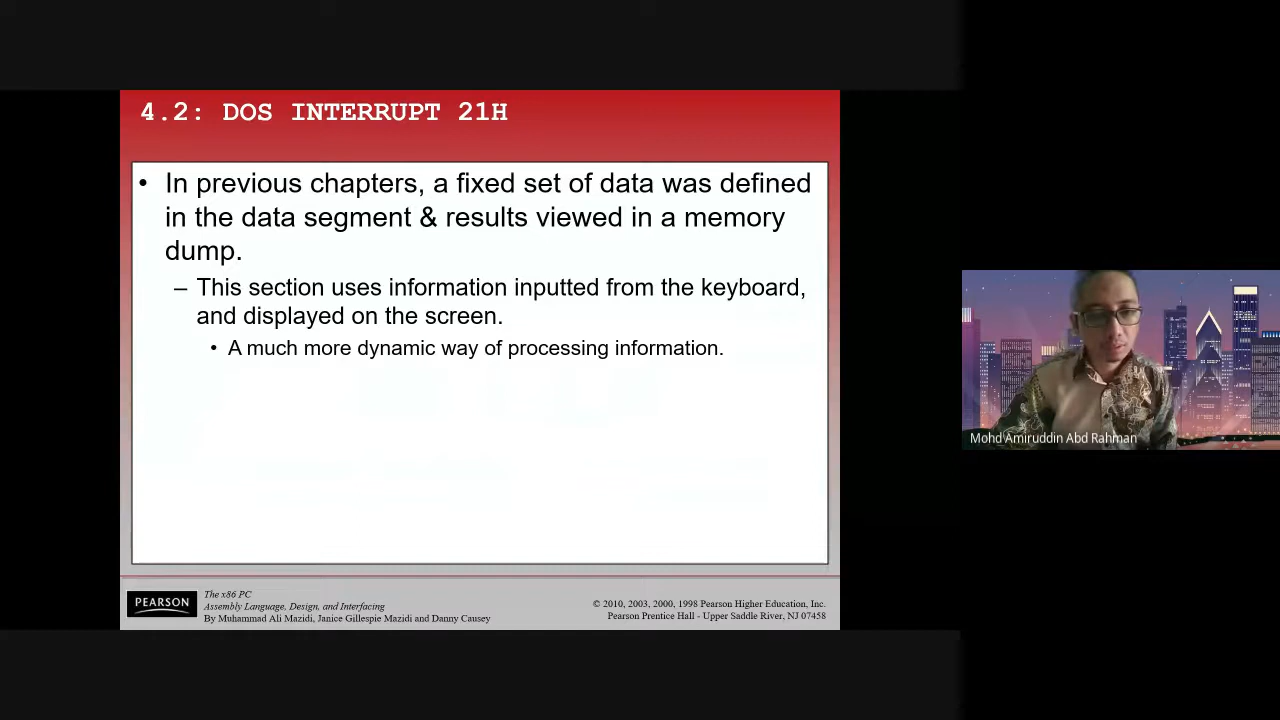 4.2: DOS INTERRUPT 21H
• In previous chapters, a fixed set of data was defined
in the data segment & results viewed in a memory
dump.
– This section uses information inputted from the keyboard,
and displayed on the screen.
• A much more dynamic way of processing information.
Mohd Amiruddin Abd Rahman
PEARSON
The x86 PC
Assembly Language, Design, and Interfacing
By Muhammad Ali Mazidi, Janice Gillespie Mazidi and Danny Causey
© 2010, 2003, 2000, 1998 Pearson Higher Education, Inc.
Pearson Prentice Hall - Upper Saddle River, NJ 07458